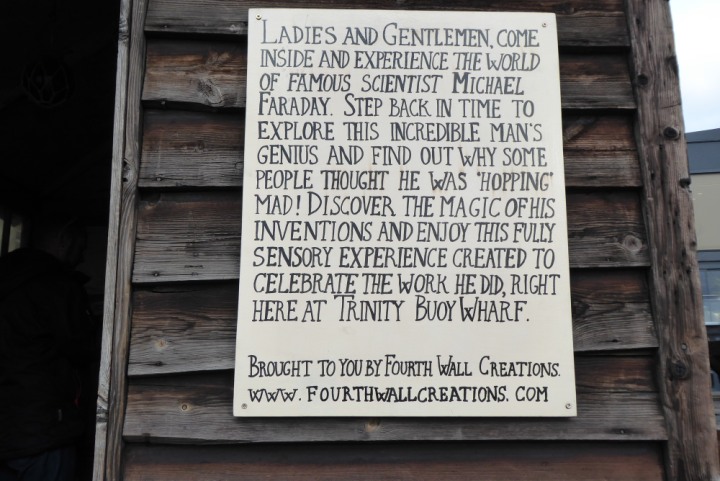 LADIES AND GENTLEMEN, COME
INSIDE AND EXPERIENCE THE WORLD
OF FAMOUS SCIENTIST MICHAEL
FARADAY. STEP BACK IN TIME TO
EXPLORE THIS INCREDIBLE MAN'S
GENIUS AND FIND OUT WHY SOME
PEOPLE THOUGHT HE WAS 'HOPPING'
MAD! DISCOVER THE MAGIC OF HIS
INVENTIONS AND ENJOY THIS FULLY
SENSORY EXPERIENCE CREATED TO
CELEBRATE THE WORK HE DID, RIGHT
HERE AT TRINITY BUOY WHARF.
BROUGHT TO YOU BY FOURTH WALL CREATIONS.
WWW. FOURTHWALLCREATIONS. COM